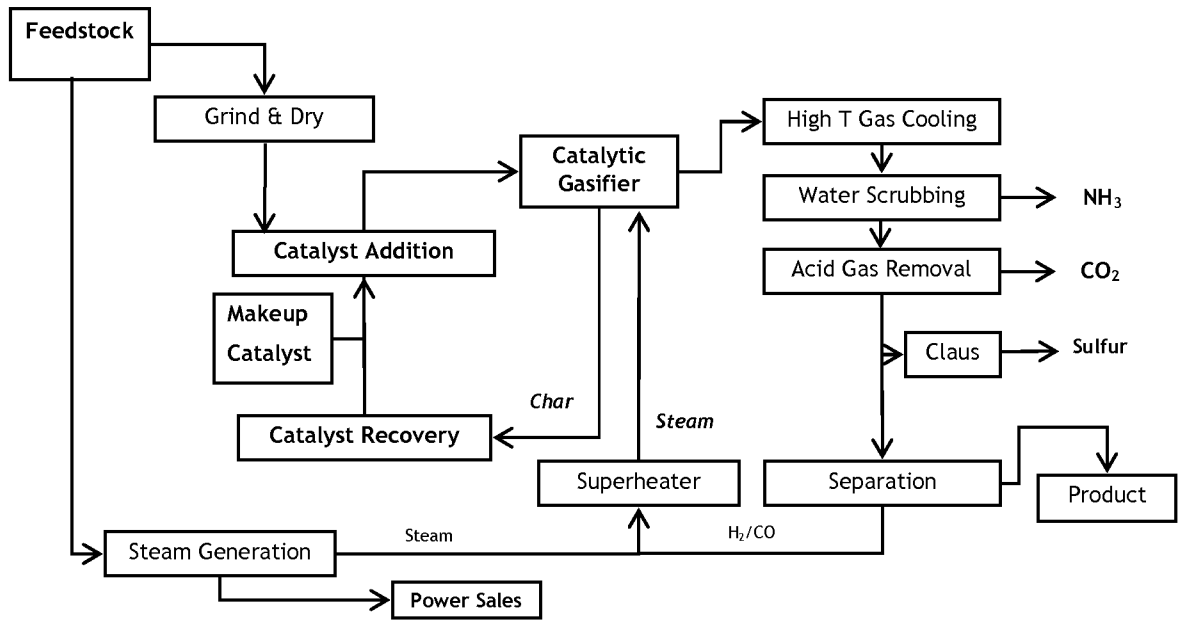 Feedstock
Grind & Dry
High T Gas Cooling
Catalytic
Gasifier
Water Scrubbing
NH₃
Catalyst Addition
Acid Gas Removal
CO₂
Makeup
Catalyst
Claus
Sulfur
Char
Steam
Catalyst Recovery
Superheater
Separation
Product
Steam
H₂/CO
Steam Generation
Power Sales